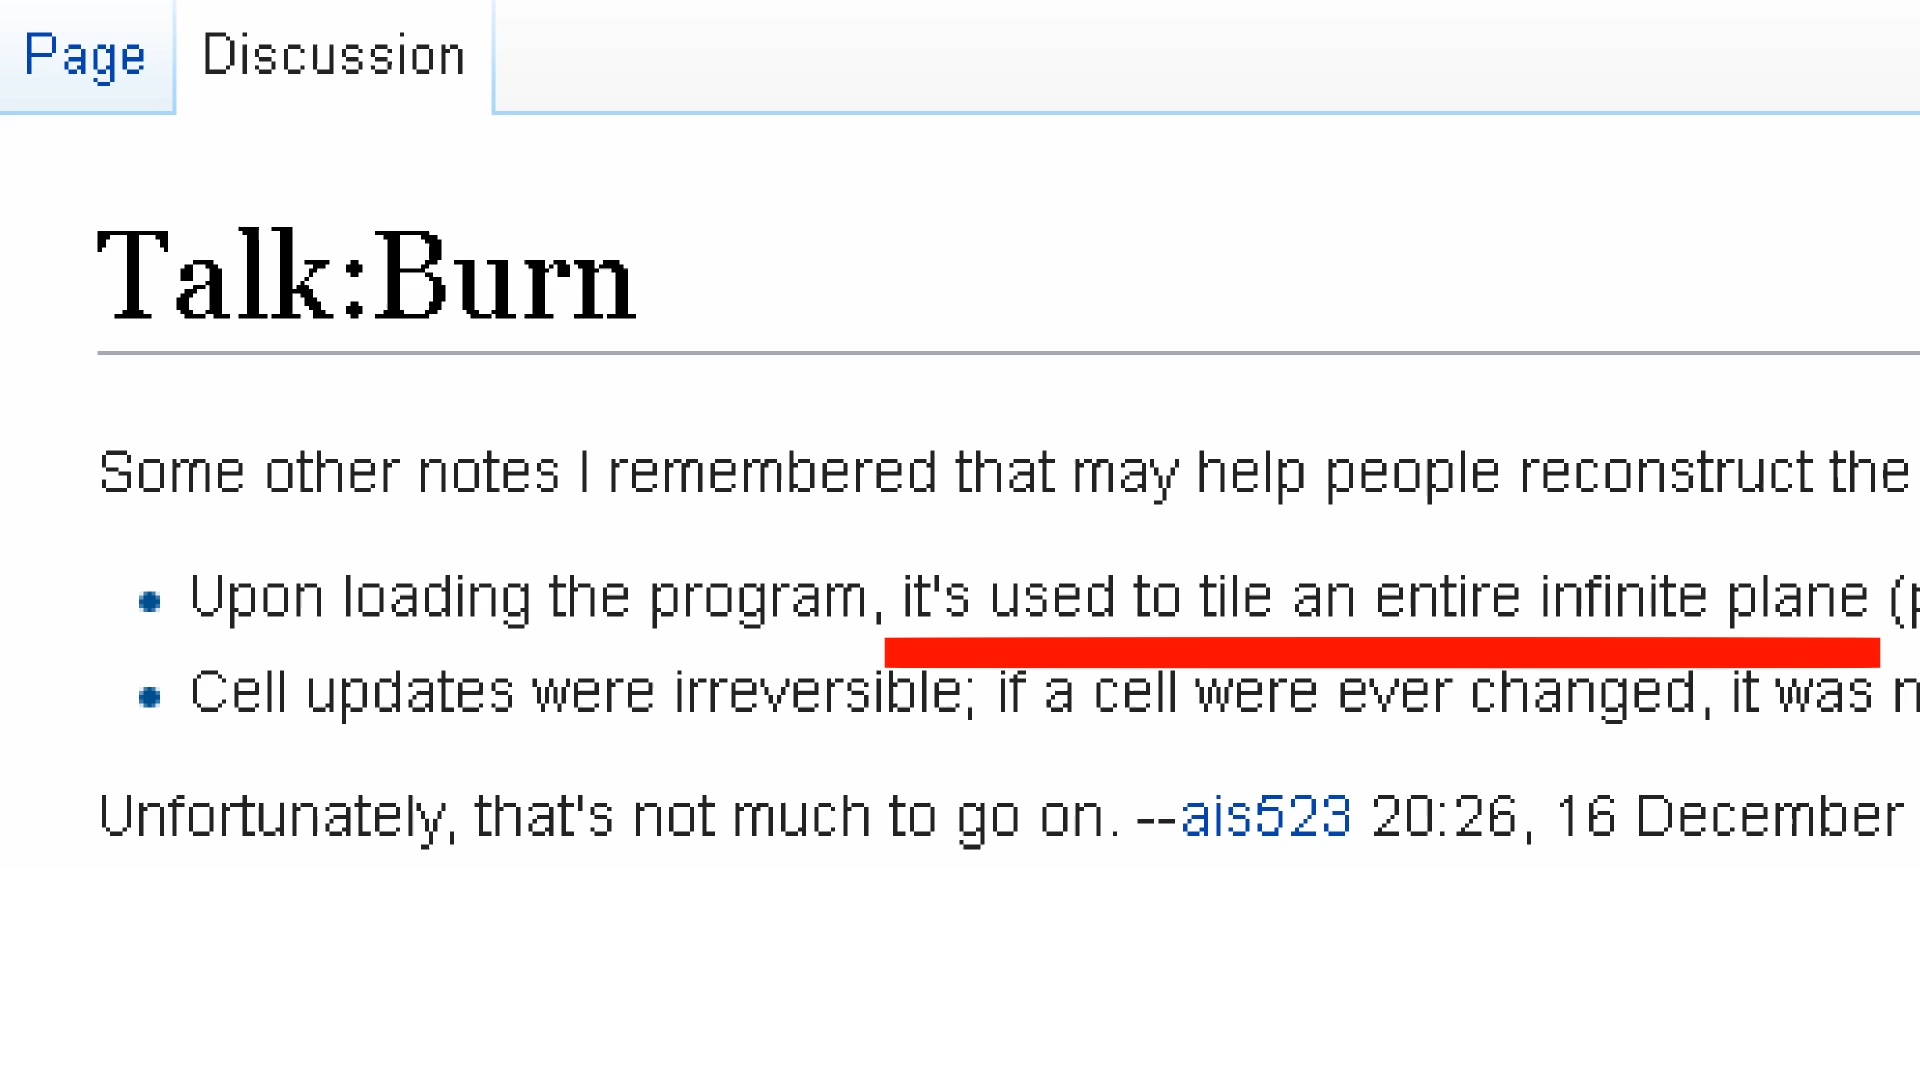 Page Discussion
Talk:Burn
Some other notes I remembered that may help people reconstruct the
Upon loading the program, it's used to tile an entire infinite plane (p
Cell updates were irreversible; if a cell were ever changed, it was n
Unfortunately, that's not much to go on. --ais523 20:26, 16 December